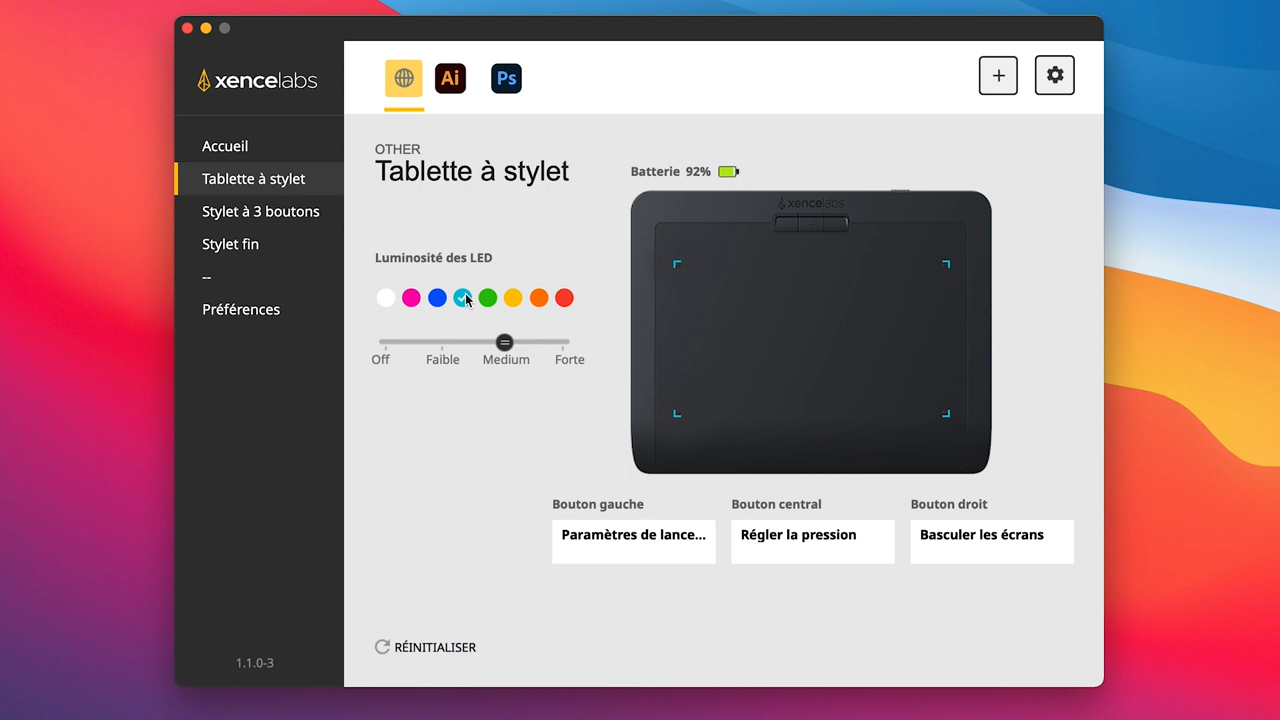 xencelabs
Accueil
Tablette à stylet
Stylet à 3 boutons
Stylet fin
--
Préférences
1.1.0-3
Ai
Ps
+
OTHER
Tablette à stylet
Batterie 92%
xencelabs
Luminosité des LED
Off Faible Medium Forte
Bouton gauche Bouton central Bouton droit
Paramètres de lance... Régler la pression Basculer les écrans
RÉINITIALISER